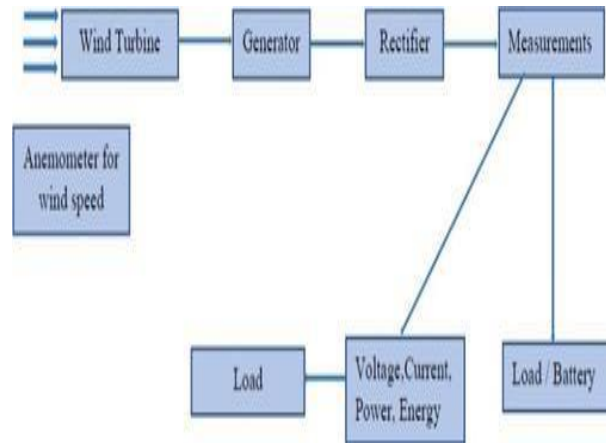 Wind Turbine
Generator
Rectifier
Measurements
Anemometer for
wind speed
Load
Voltage,Current,
Power, Energy
Load / Battery